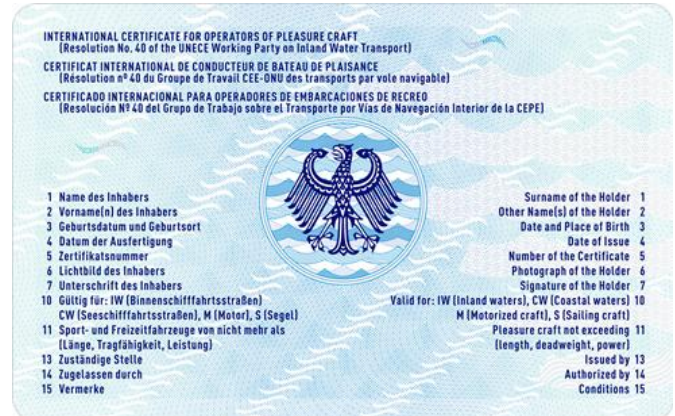 INTERNATIONAL CERTIFICATE FOR OPERATORS OF PLEASURE CRAFT
(Resolution No. 40 of the UNECE Working Party on Inland Water Transport)
CERTIFICAT INTERNATIONAL DE CONDUCTEUR DE BATEAU DE PLAISANCE
(Résolution nº 40 du Groupe de Travail CEE-ONU des transports par voie navigable)
CERTIFICADO INTERNACIONAL PARA OPERADORES DE EMBARCACIONES DE RECREO
(Resolución Nº 40 del Grupo de Trabajo sobre el Transporte por Vías de Navegación Interior de la CEPE)
1 Name des Inhabers
2 Vorname(n) des Inhabers
3 Geburtsdatum und Geburtsort
4 Datum der Ausfertigung
5 Zertifikatsnummer
6 Lichtbild des Inhabers
7 Unterschrift des Inhabers
10 Gültig für: IW (Binnenschifffahrtsstraßen)
CW (Seeschifffahrtsstraßen), M (Motor), S (Segel)
11 Sport- und Freizeitfahrzeuge von nicht mehr als
(Länge, Tragfähigkeit, Leistung)
13 Zuständige Stelle
14 Zugelassen durch
15 Vermerke
Surname of the Holder 1
Other Name(s) of the Holder 2
Date and Place of Birth 3
Date of Issue 4
Number of the Certificate 5
Photograph of the Holder 6
Signature of the Holder 7
Valid for: IW (Inland waters), CW (Coastal waters) 10
M (Motorized craft), S (Sailing craft)
Pleasure craft not exceeding 11
(length, deadweight, power)
Issued by 13
Authorized by 14
Conditions 15